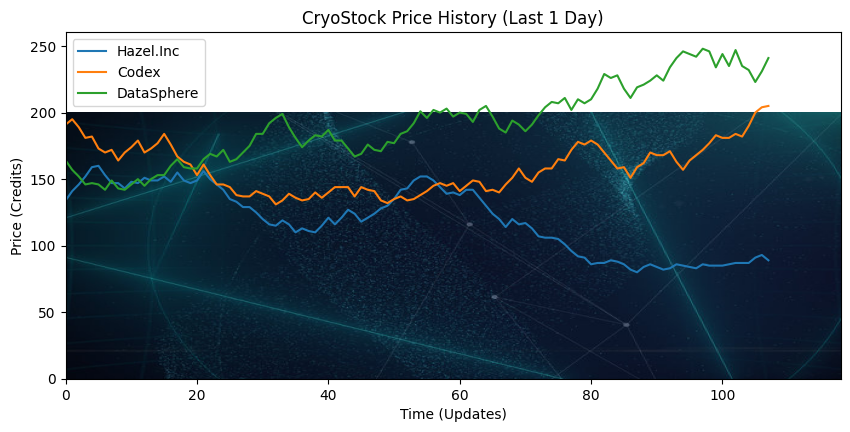 CryoStock Price History (Last 1 Day)
Hazel.Inc
Codex
DataSphere
Price (Credits)
250
200
150
100
50
0
0 20 40 60 80 100
Time (Updates)